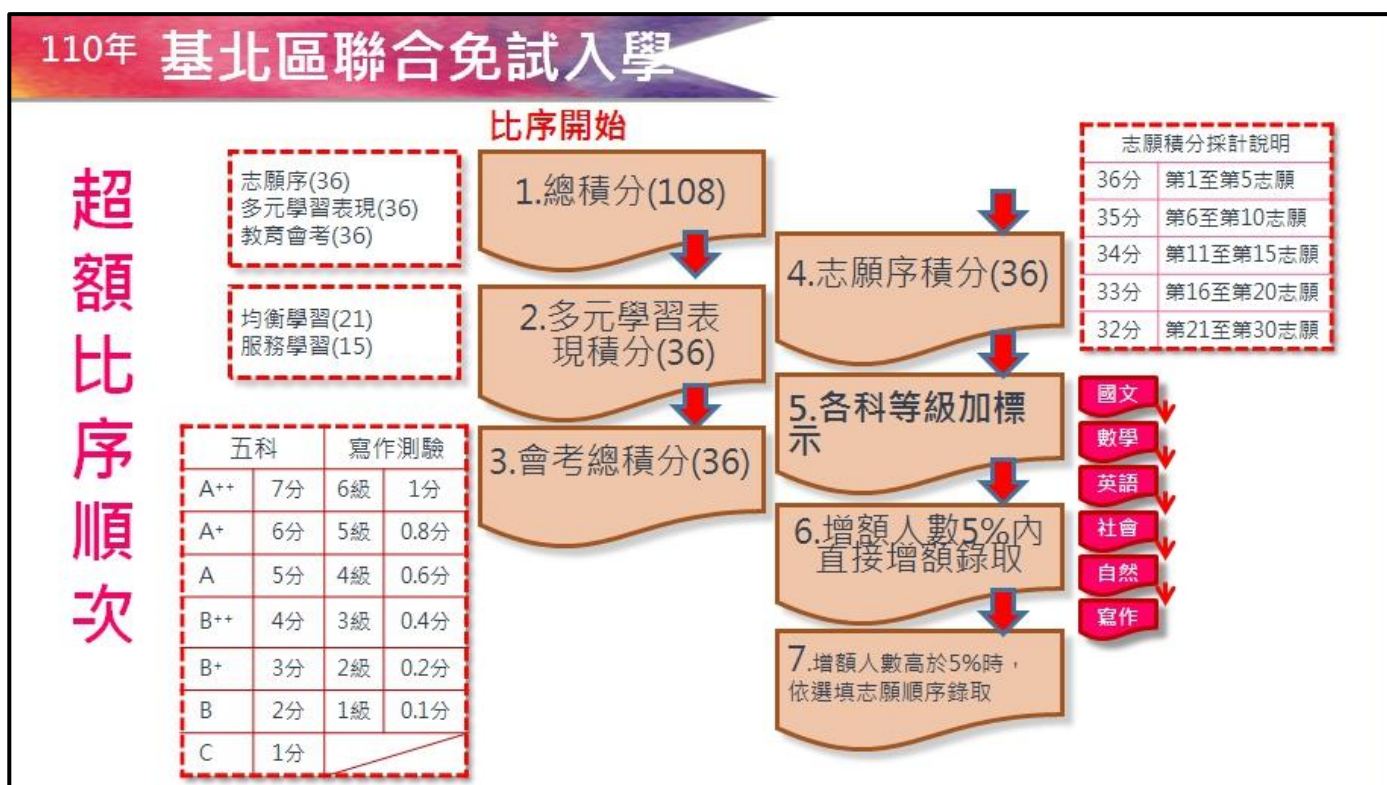 110年 基北區聯合免試入學
超額比序順次
比序開始
志願序(36)
多元學習表現(36)
教育會考(36)
1.總積分(108)
均衡學習(21)
服務學習(15)
2.多元學習表
現積分(36)
3.會考總積分(36)
五科 寫作測驗
A++ 7分 6級 1分
A+ 6分 5級 0.8分
A 5分 4級 0.6分
B++ 4分 3級 0.4分
B+ 3分 2級 0.2分
B 2分 1級 0.1分
C 1分
4.志願序積分(36)
志願積分採計說明
36分 第1至第5志願
35分 第6至第10志願
34分 第11至第15志願
33分 第16至第20志願
32分 第21至第30志願
5.各科等級加標
示
國文
數學
英語
社會
自然
寫作
6.增額人數5%內
直接增額錄取
7.增額人數高於5%時，
依選填志願順序錄取